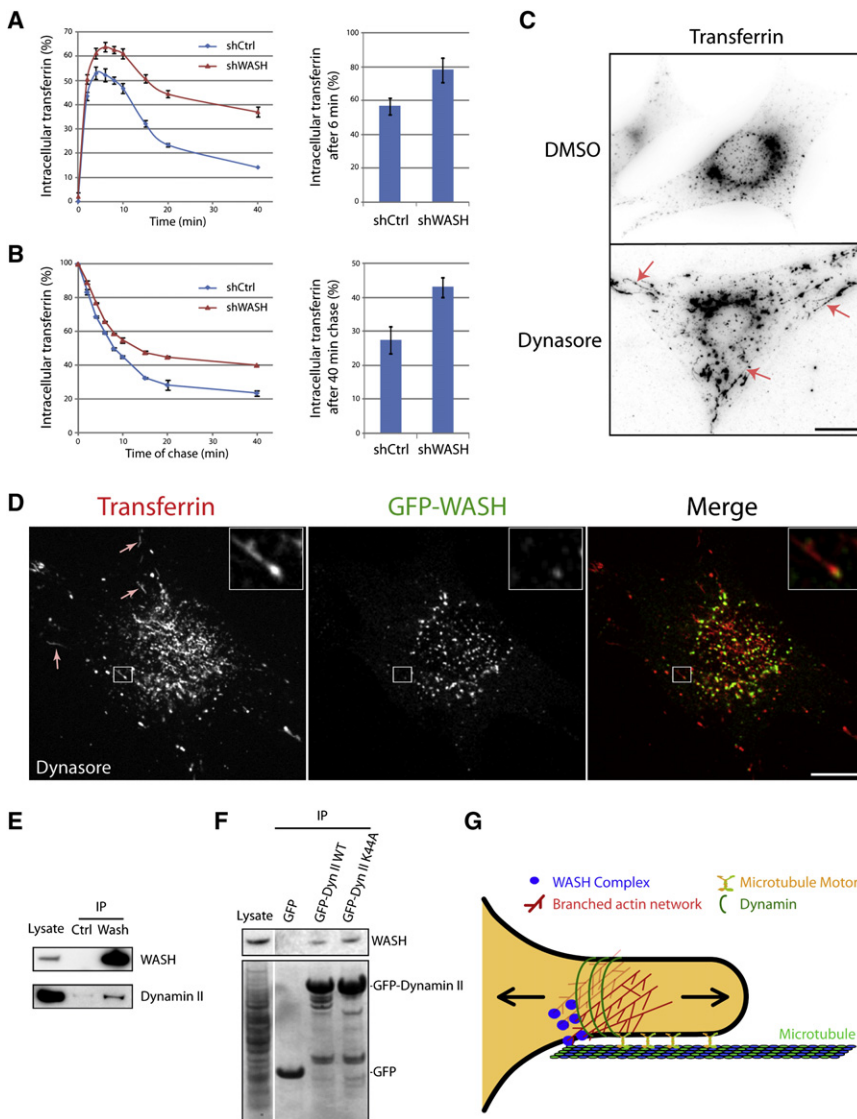 A
Intracellular transferrin (%)
70
60
50
40
30
20
10
0
0
10
20
30
40
Time (min)
shCtrl
shWASH
Intracellular transferrin
after 6 min (%)
100
80
60
40
20
0
shCtrl
shWASH
B
Intracellular transferrin (%)
100
80
60
40
20
0
0
10
20
30
40
Time of chase (min)
shCtrl
shWASH
Intracellular transferrin
after 40 min chase (%)
50
40
30
20
10
0
shCtrl
shWASH
C
Transferrin
DMSO
Dynasore
D
Transferrin
GFP-WASH
Merge
Dynasore
E
IP
Lysate
Ctrl
Wash
WASH
Dynamin II
F
IP
Lysate
GFP
GFP-Dyn II WT
GFP-Dyn II K44A
WASH
-GFP-Dynamin II
-GFP
G
WASH Complex
Microtubule Motor
Branched actin network
Dynamin
Microtubule